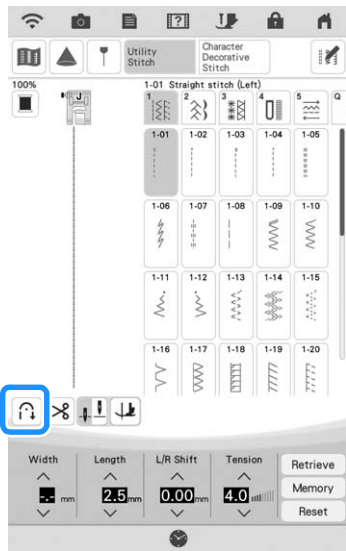 Utility
Stitch
Character
Decorative
Stitch
100%
1-01 Straight stitch (Left)
J
1 2 3 4 5 Q
1-01 1-02 1-03 1-04 1-05
1-06 1-07 1-08 1-09 1-10
1-11 1-12 1-13 1-14 1-15
1-16 1-17 1-18 1-19 1-20
Width Length L/R Shift Tension
-.- mm 2.5 mm 0.00 mm 4.0
Retrieve
Memory
Reset